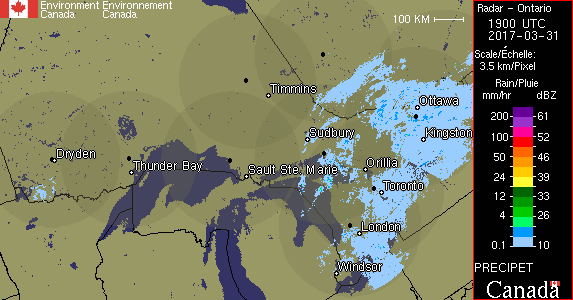 Environment Environnement
Canada Canada
100 KM
Timmins
Ottawa
Sudbury
Kingston
Dryden
Thunder Bay
Sault Ste. Marie
Orillia
Toronto
London
Windsor
Radar - Ontario
1900 UTC
2017-03-31
Scale/Échelle:
3.5 km/Pixel
Rain/Pluie
mm/hr dBZ
200 61
100 52
50 46
24 39
12 33
4 26
0.1 10
PRECIPET
Canada